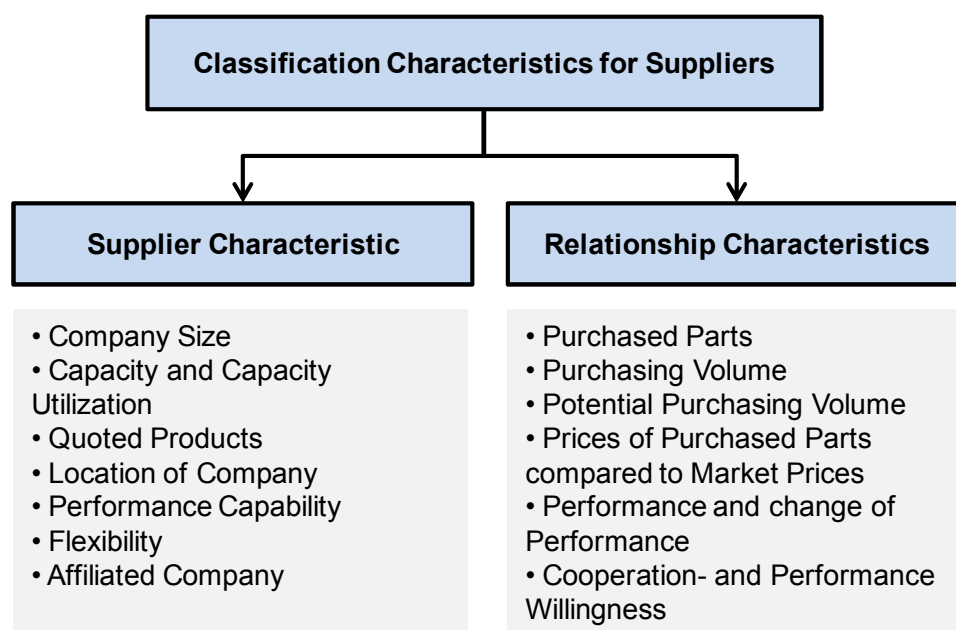 Classification Characteristics for Suppliers
Supplier Characteristic
• Company Size
• Capacity and Capacity
Utilization
• Quoted Products
• Location of Company
• Performance Capability
• Flexibility
• Affiliated Company
Relationship Characteristics
• Purchased Parts
• Purchasing Volume
• Potential Purchasing Volume
• Prices of Purchased Parts
compared to Market Prices
• Performance and change of
Performance
• Cooperation- and Performance
Willingness